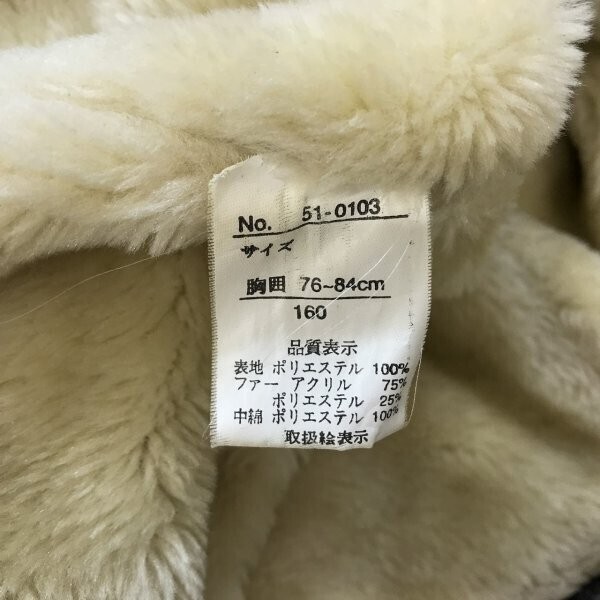 No. 51-0103
サイズ
胸囲 76~84cm
160
品質表示
表地 ポリエステル 100%
ファー アクリル 75%
ポリエステル 25%
中綿 ポリエステル 100%
取扱絵表示